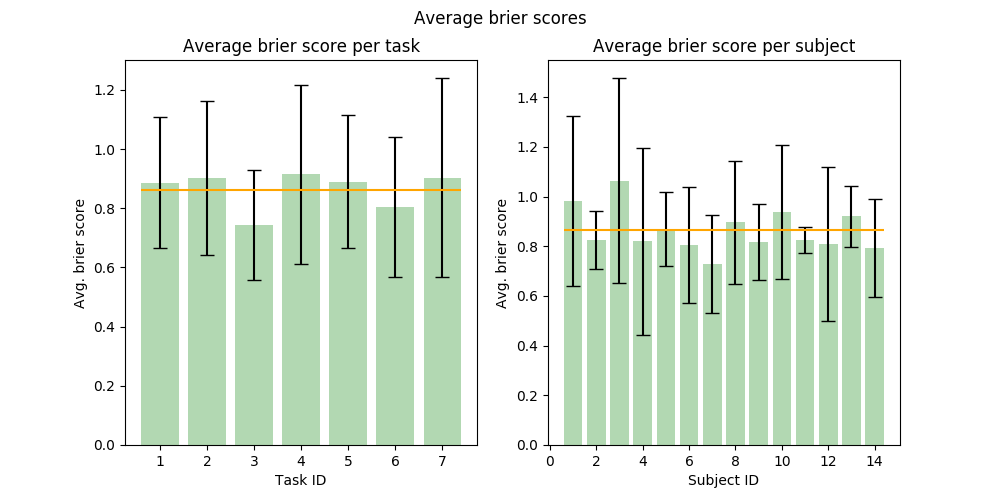 Average brier scores
Average brier score per task
Avg. brier score
1.2
1.0
0.8
0.6
0.4
0.2
0.0
1 2 3 4 5 6 7
Task ID
Average brier score per subject
Avg. brier score
1.4
1.2
1.0
0.8
0.6
0.4
0.2
0.0
0 2 4 6 8 10 12 14
Subject ID